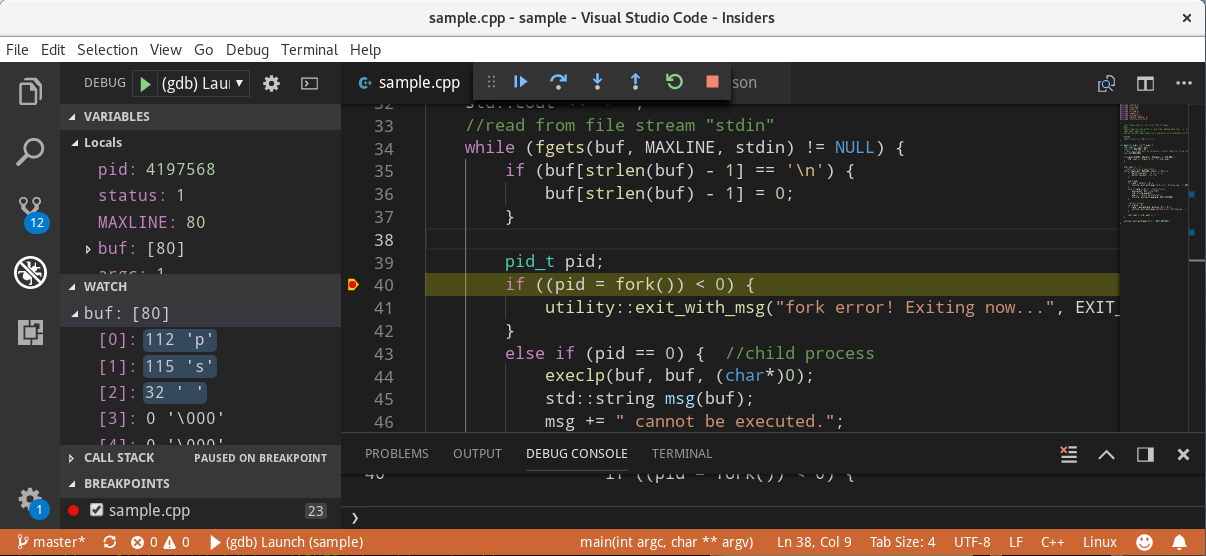 sample.cpp - sample - Visual Studio Code - Insiders
File Edit Selection View Go Debug Terminal Help
DEBUG (gdb) Lau
sample.cpp
son
VARIABLES
Locals
pid: 4197568
status: 1
MAXLINE: 80
buf: [80]
argc: 1
WATCH
buf: [80]
[0]: 112 'p'
[1]: 115 's'
[2]: 32 ' '
[3]: 0 '\000'
[4]: 0 '\000'
CALL STACK PAUSED ON BREAKPOINT
BREAKPOINTS
sample.cpp 23
12
1
32
33 //read from file stream "stdin"
34 while (fgets(buf, MAXLINE, stdin) != NULL) {
35 if (buf[strlen(buf) - 1] == '\n') {
36 buf[strlen(buf) - 1] = 0;
37 }
38
39 pid_t pid;
40 if ((pid = fork()) < 0) {
41 utility::exit_with_msg("fork error! Exiting now...", EXIT_
42 }
43 else if (pid == 0) { //child process
44 execlp(buf, buf, (char*)0);
45 std::string msg(buf);
46 msg += " cannot be executed.";
PROBLEMS OUTPUT DEBUG CONSOLE TERMINAL
40 if ((pid = fork()) < 0) {
master* 0 0 (gdb) Launch (sample) main(int argc, char ** argv) Ln 38, Col 9 Tab Size: 4 UTF-8 LF C++ Linux